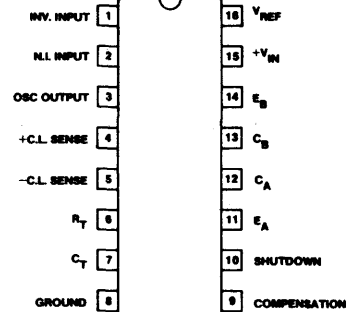 INV. INPUT 1 16 VREF
N.I. INPUT 2 15 +VIN
OSC OUTPUT 3 14 EB
+C.L. SENSE 4 13 CB
−C.L. SENSE 5 12 CA
RT 6 11 EA
CT 7 10 SHUTDOWN
GROUND 8 9 COMPENSATION